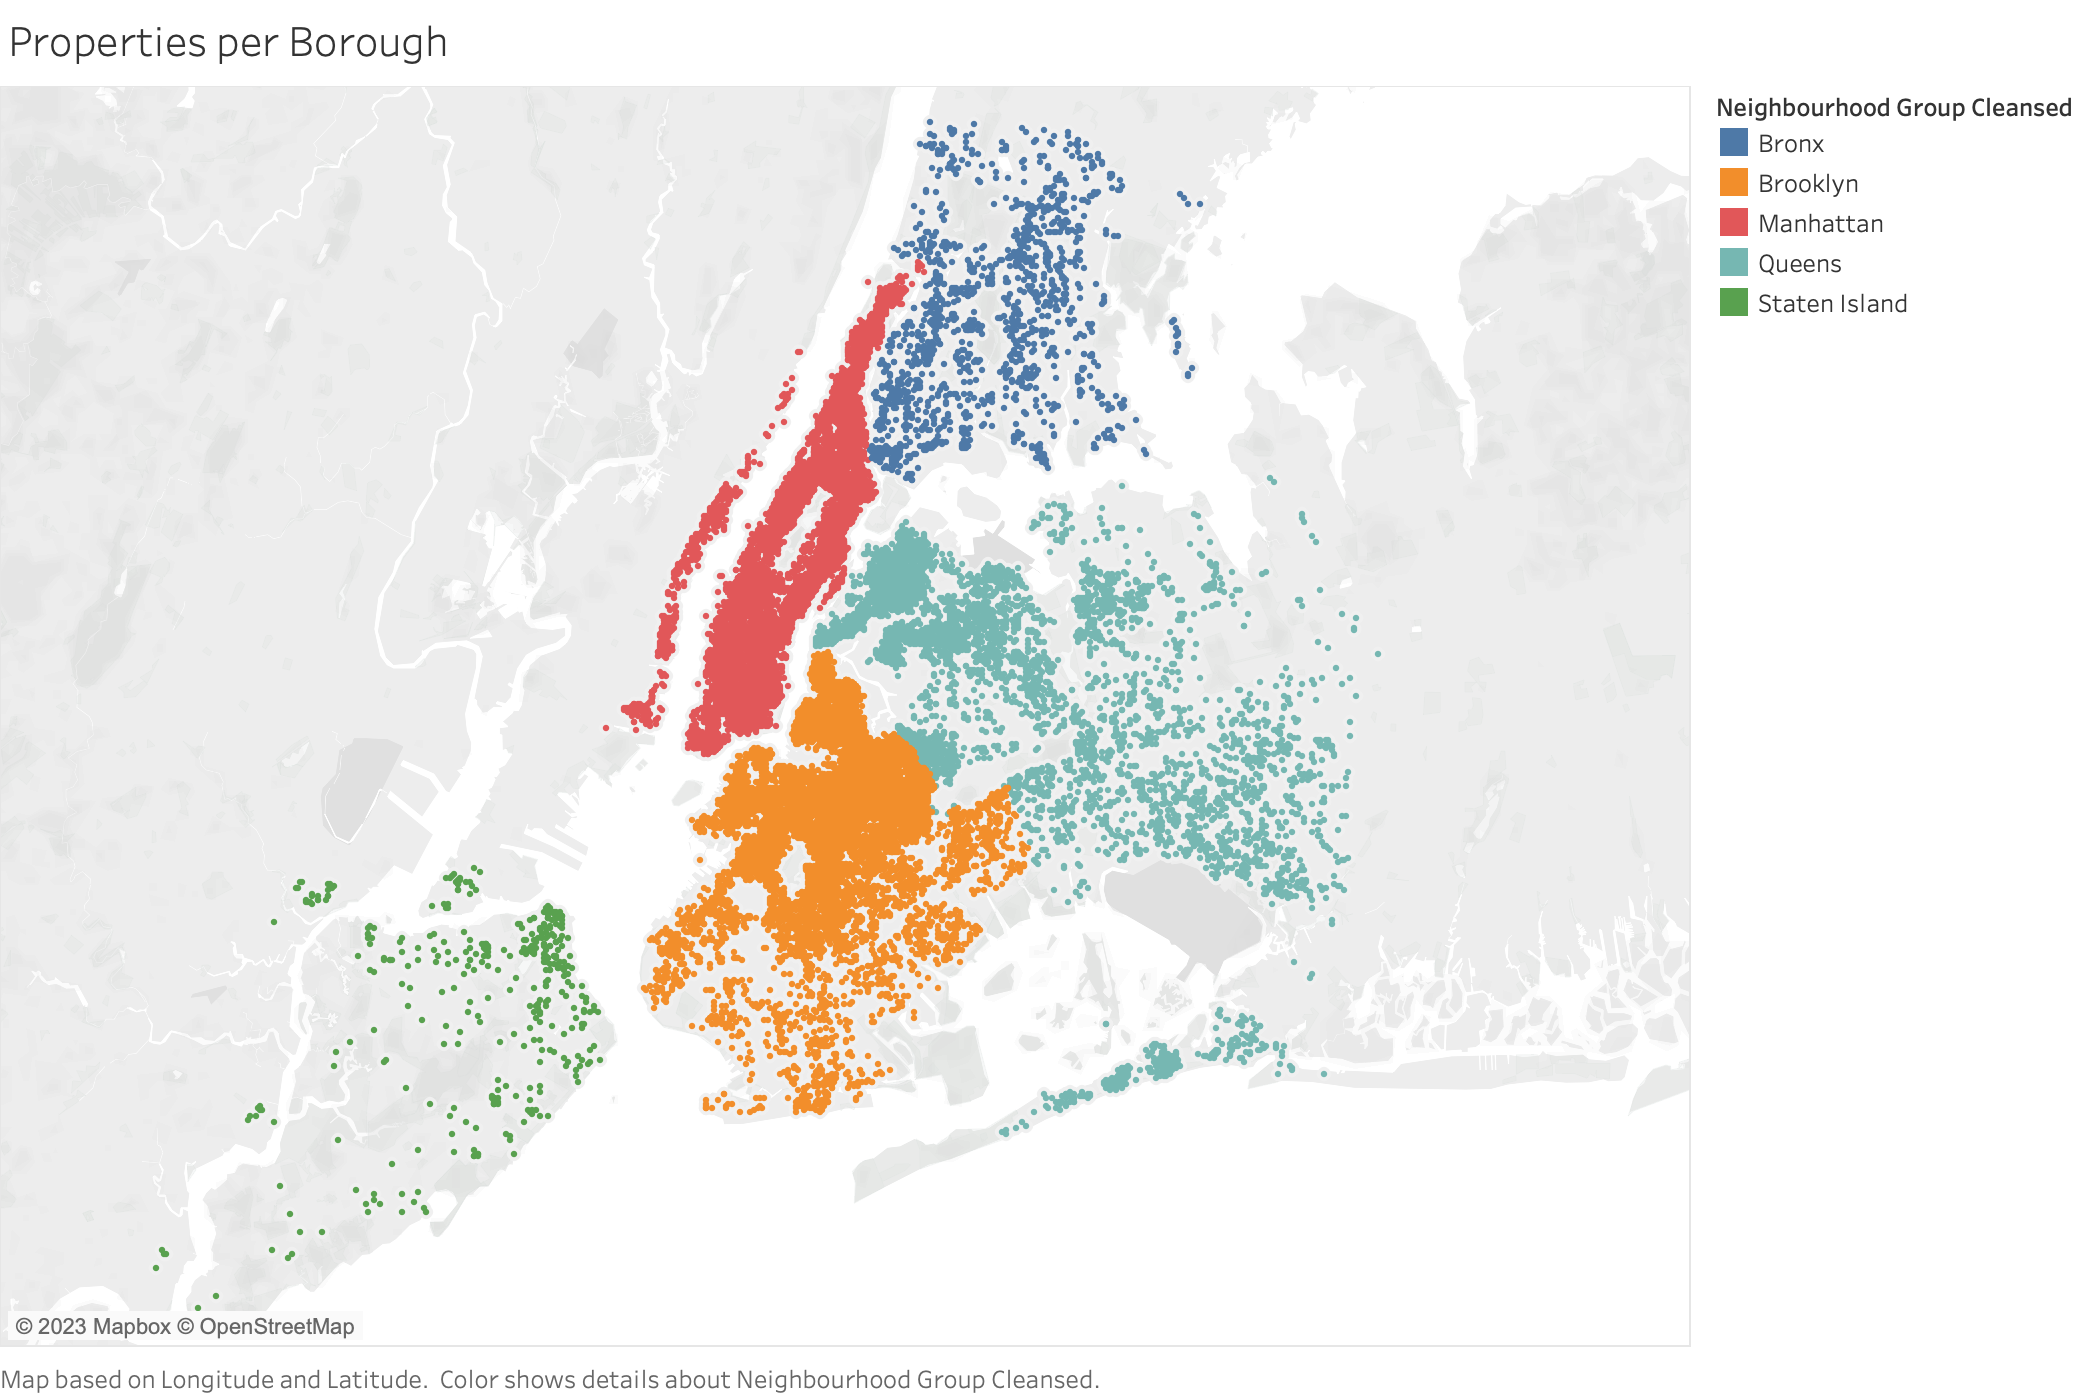 Properties per Borough
Neighbourhood Group Cleansed
Bronx
Brooklyn
Manhattan
Queens
Staten Island
© 2023 Mapbox © OpenStreetMap
Map based on Longitude and Latitude. Color shows details about Neighbourhood Group Cleansed.